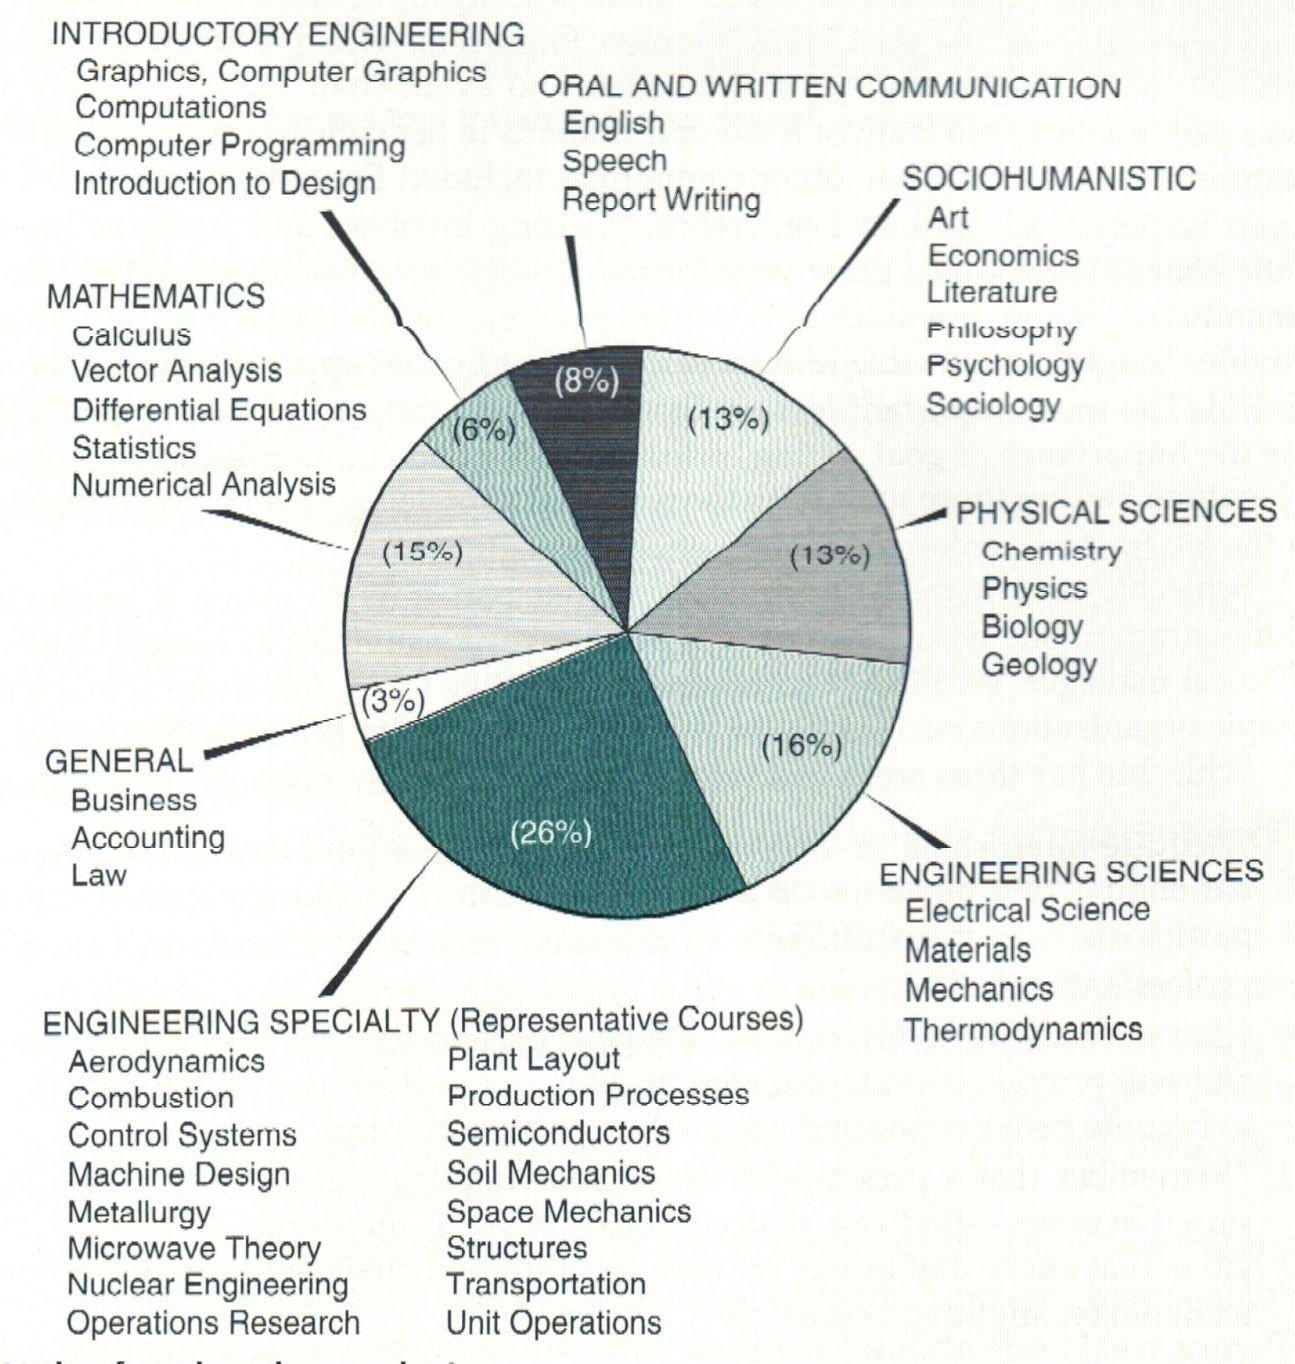 INTRODUCTORY ENGINEERING
Graphics, Computer Graphics
Computations
Computer Programming
Introduction to Design
ORAL AND WRITTEN COMMUNICATION
English
Speech
Report Writing
SOCIOHUMANISTIC
Art
Economics
Literature
Philosophy
Psychology
Sociology
MATHEMATICS
Calculus
Vector Analysis
Differential Equations
Statistics
Numerical Analysis
(8%)
(13%)
(6%)
(15%)
(13%)
PHYSICAL SCIENCES
Chemistry
Physics
Biology
Geology
(3%)
(16%)
(26%)
GENERAL
Business
Accounting
Law
ENGINEERING SCIENCES
Electrical Science
Materials
Mechanics
Thermodynamics
ENGINEERING SPECIALTY (Representative Courses)
Aerodynamics
Combustion
Control Systems
Machine Design
Metallurgy
Microwave Theory
Nuclear Engineering
Operations Research
Plant Layout
Production Processes
Semiconductors
Soil Mechanics
Space Mechanics
Structures
Transportation
Unit Operations